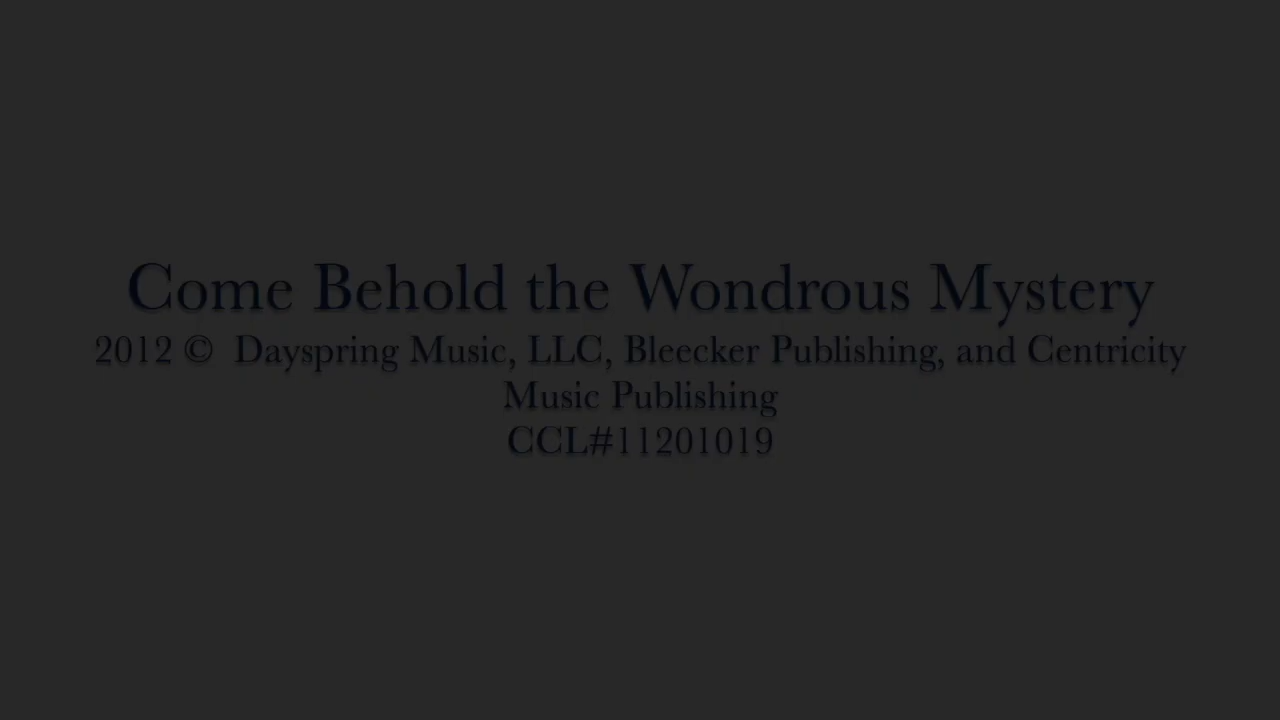 Come Behold the Wondrous Mystery
2012 ©  Dayspring Music, LLC, Bleecker Publishing, and Centricity
Music Publishing
CCL#11201019